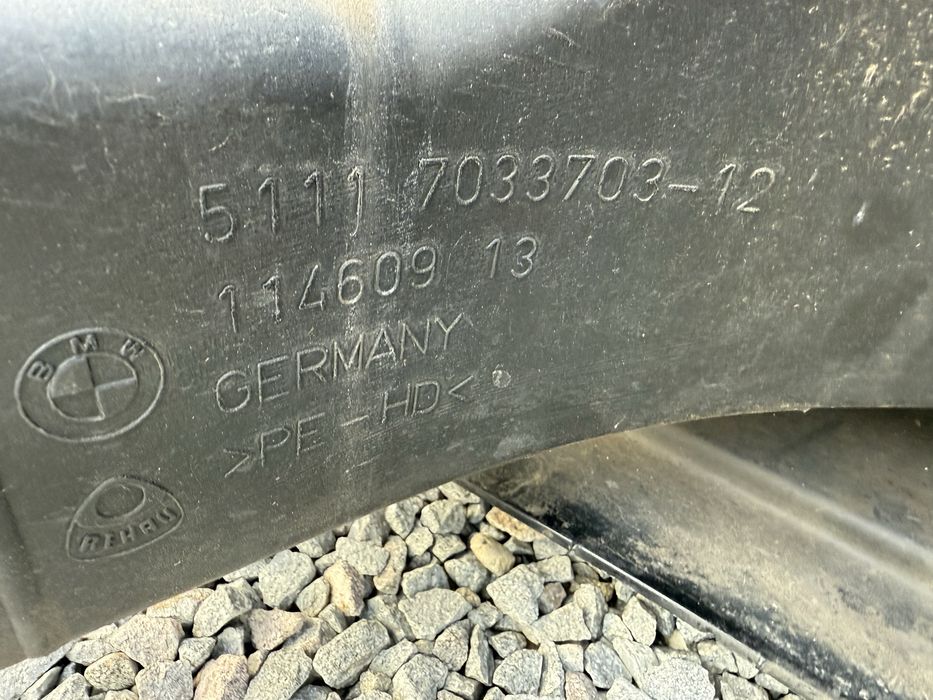 5111 7033703-12
114609 13
GERMANY
>PE-HD<
BMW
REHAU